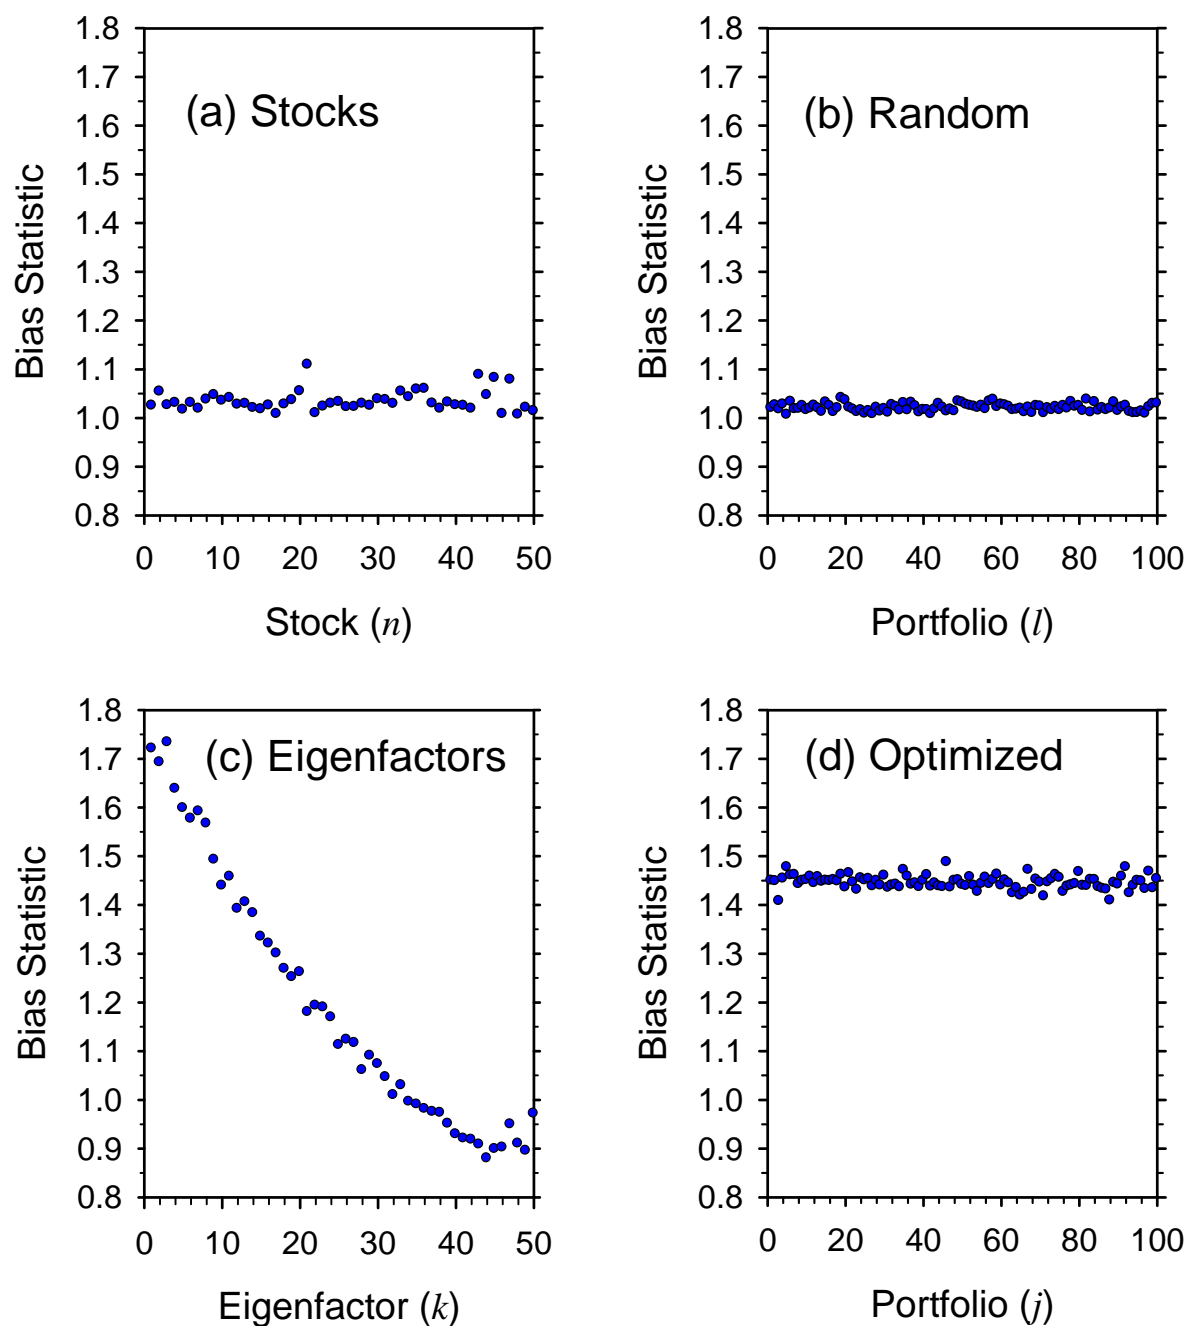 1.8
1.7
1.6
1.5
1.4
1.3
1.2
1.1
1.0
0.9
0.8
Bias Statistic
(a) Stocks
0 10 20 30 40 50
Stock (n)
1.8
1.7
1.6
1.5
1.4
1.3
1.2
1.1
1.0
0.9
0.8
Bias Statistic
(b) Random
0 20 40 60 80 100
Portfolio (l)
1.8
1.7
1.6
1.5
1.4
1.3
1.2
1.1
1.0
0.9
0.8
Bias Statistic
(c) Eigenfactors
0 10 20 30 40 50
Eigenfactor (k)
1.8
1.7
1.6
1.5
1.4
1.3
1.2
1.1
1.0
0.9
0.8
Bias Statistic
(d) Optimized
0 20 40 60 80 100
Portfolio (j)